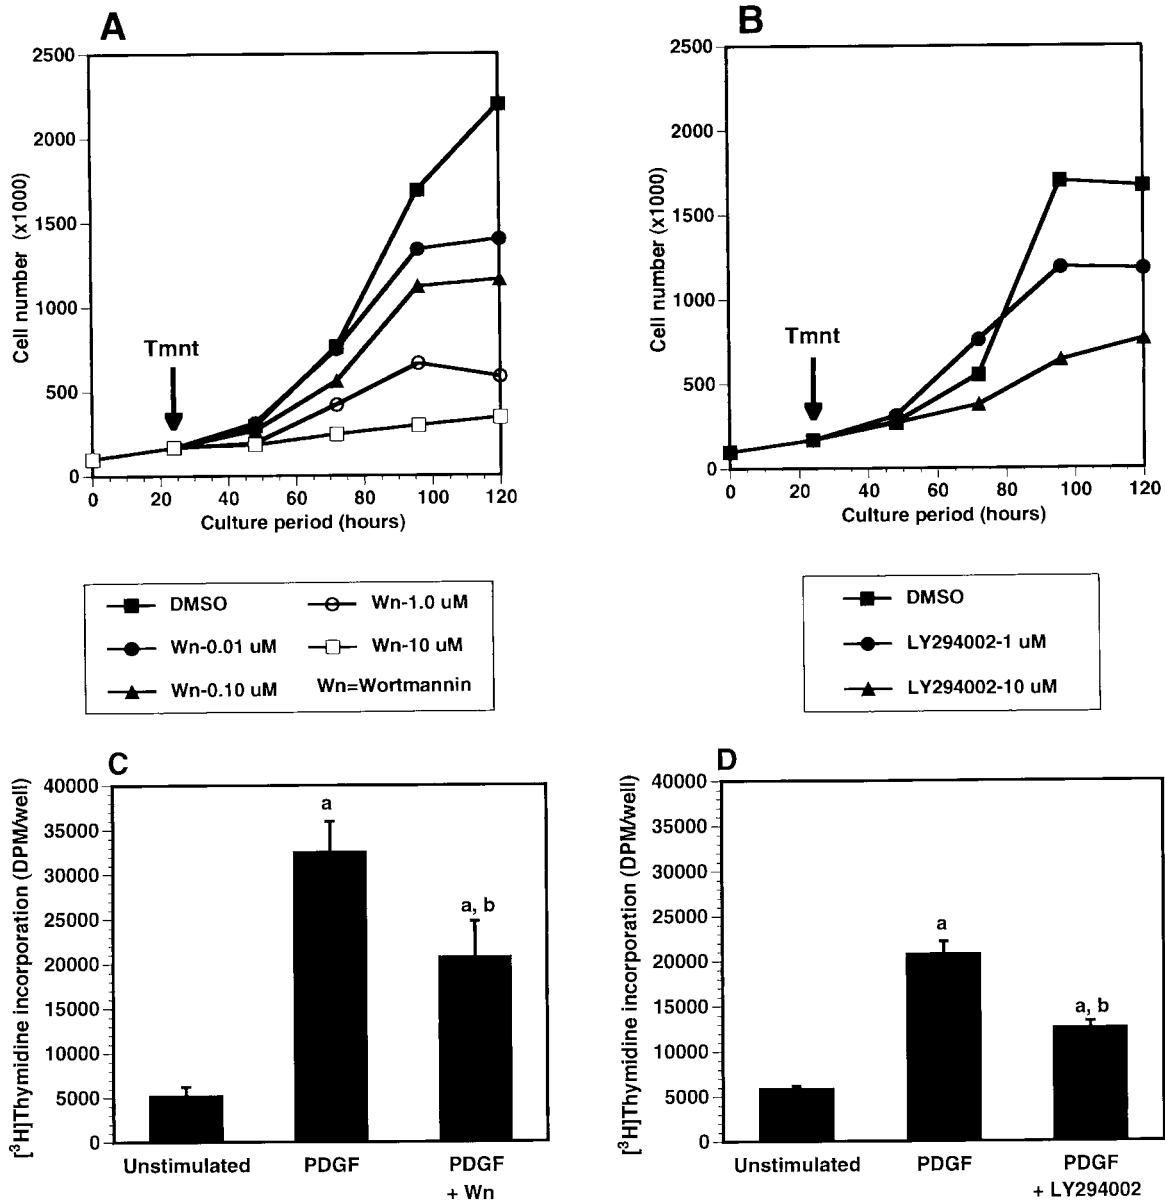 A
2500
2000
1500
1000
500
0
Cell number (x1000)
Tmnt
0 20 40 60 80 100 120
Culture period (hours)
B
2500
2000
1500
1000
500
0
Cell number (x1000)
Tmnt
0 20 40 60 80 100 120
Culture period (hours)
DMSO
Wn-0.01 uM
Wn-0.10 uM
Wn-1.0 uM
Wn-10 uM
Wn=Wortmannin
DMSO
LY294002-1 uM
LY294002-10 uM
C
40000
35000
30000
25000
20000
15000
10000
5000
0
[³H]Thymidine incorporation (DPM/well)
a
a, b
Unstimulated
PDGF
PDGF
+ Wn
D
40000
35000
30000
25000
20000
15000
10000
5000
0
[³H]Thymidine incorporation (DPM/well)
a
a, b
Unstimulated
PDGF
PDGF
+ LY294002